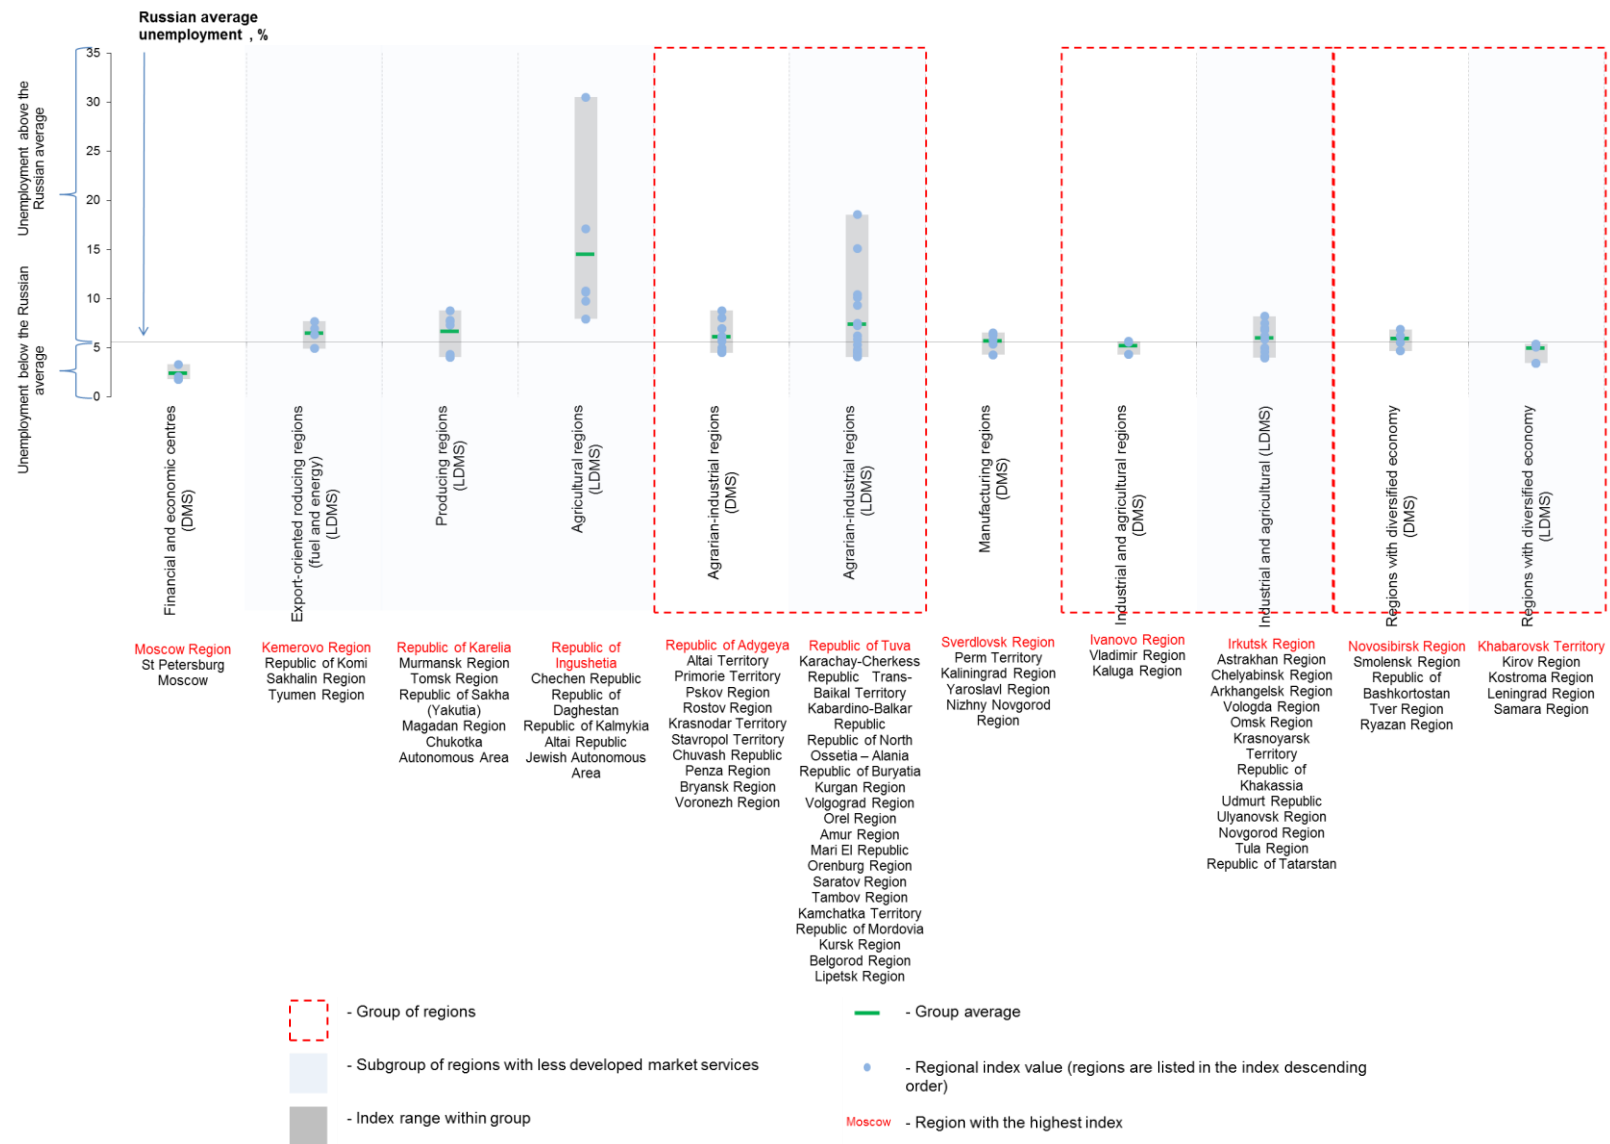 Russian average
unemployment , %
Unemployment above the
Russian average
Unemployment below the Russian
average
35
30
25
20
15
10
5
0
Financial and economic centres
(DMS)
Export-oriented roducing regions
(fuel and energy)
(LDMS)
Producing regions
(LDMS)
Agricultural regions
(LDMS)
Agrarian-industrial regions
(DMS)
Agrarian-industrial regions
(LDMS)
Manufacturing regions
(DMS)
Industrial and agricultural regions
(DMS)
Industrial and agricultural (LDMS)
Regions with diversified economy
(DMS)
Regions with diversified economy
(LDMS)
Moscow Region
St Petersburg
Moscow
Kemerovo Region
Republic of Komi
Sakhalin Region
Tyumen Region
Republic of Karelia
Murmansk Region
Tomsk Region
Republic of Sakha
(Yakutia)
Magadan Region
Chukotka
Autonomous Area
Republic of
Ingushetia
Chechen Republic
Republic of
Daghestan
Republic of Kalmykia
Altai Republic
Jewish Autonomous
Area
Republic of Adygeya
Altai Territory
Primorie Territory
Pskov Region
Rostov Region
Krasnodar Territory
Stavropol Territory
Chuvash Republic
Penza Region
Bryansk Region
Voronezh Region
Republic of Tuva
Karachay-Cherkess
Republic Trans-
Baikal Territory
Kabardino-Balkar
Republic
Republic of North
Ossetia – Alania
Republic of Buryatia
Kurgan Region
Volgograd Region
Orel Region
Amur Region
Mari El Republic
Orenburg Region
Saratov Region
Tambov Region
Kamchatka Territory
Republic of Mordovia
Kursk Region
Belgorod Region
Lipetsk Region
Sverdlovsk Region
Perm Territory
Kaliningrad Region
Yaroslavl Region
Nizhny Novgorod
Region
Ivanovo Region
Vladimir Region
Kaluga Region
Irkutsk Region
Astrakhan Region
Chelyabinsk Region
Arkhangelsk Region
Vologda Region
Omsk Region
Krasnoyarsk
Territory
Republic of
Khakassia
Udmurt Republic
Ulyanovsk Region
Novgorod Region
Tula Region
Republic of Tatarstan
Novosibirsk Region
Smolensk Region
Republic of
Bashkortostan
Tver Region
Ryazan Region
Khabarovsk Territory
Kirov Region
Kostroma Region
Leningrad Region
Samara Region
- Group of regions
- Subgroup of regions with less developed market services
- Index range within group
- Group average
- Regional index value (regions are listed in the index descending
order)
Moscow - Region with the highest index